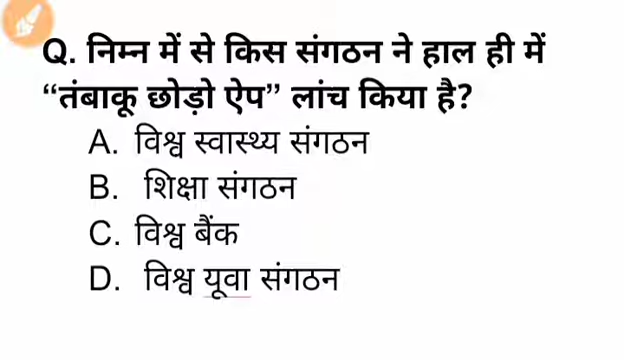 Q. निम्न में से किस संगठन ने हाल ही में
“तंबाकू छोड़ो ऐप” लांच किया है?
A. विश्व स्वास्थ्य संगठन
B. शिक्षा संगठन
C. विश्व बैंक
D. विश्व यूवा संगठन